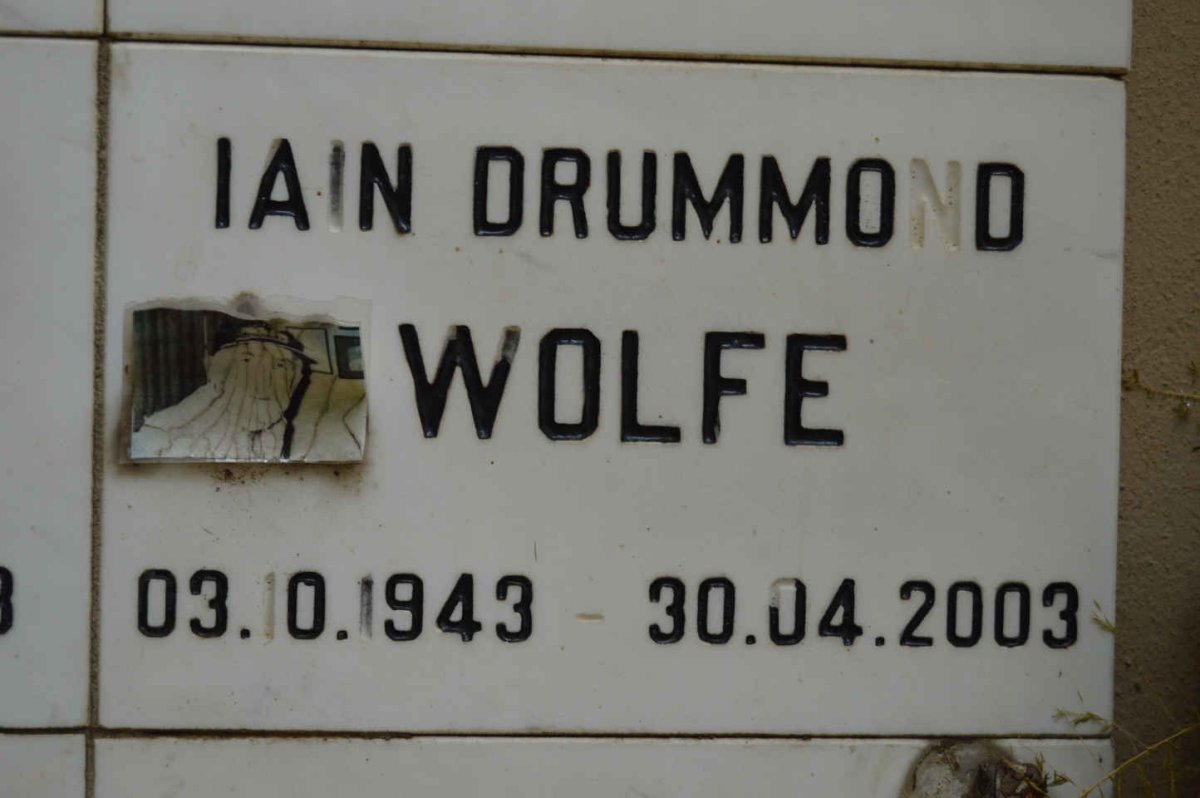 IAIN DRUMMOND
WOLFE
03.10.1943 - 30.04.2003